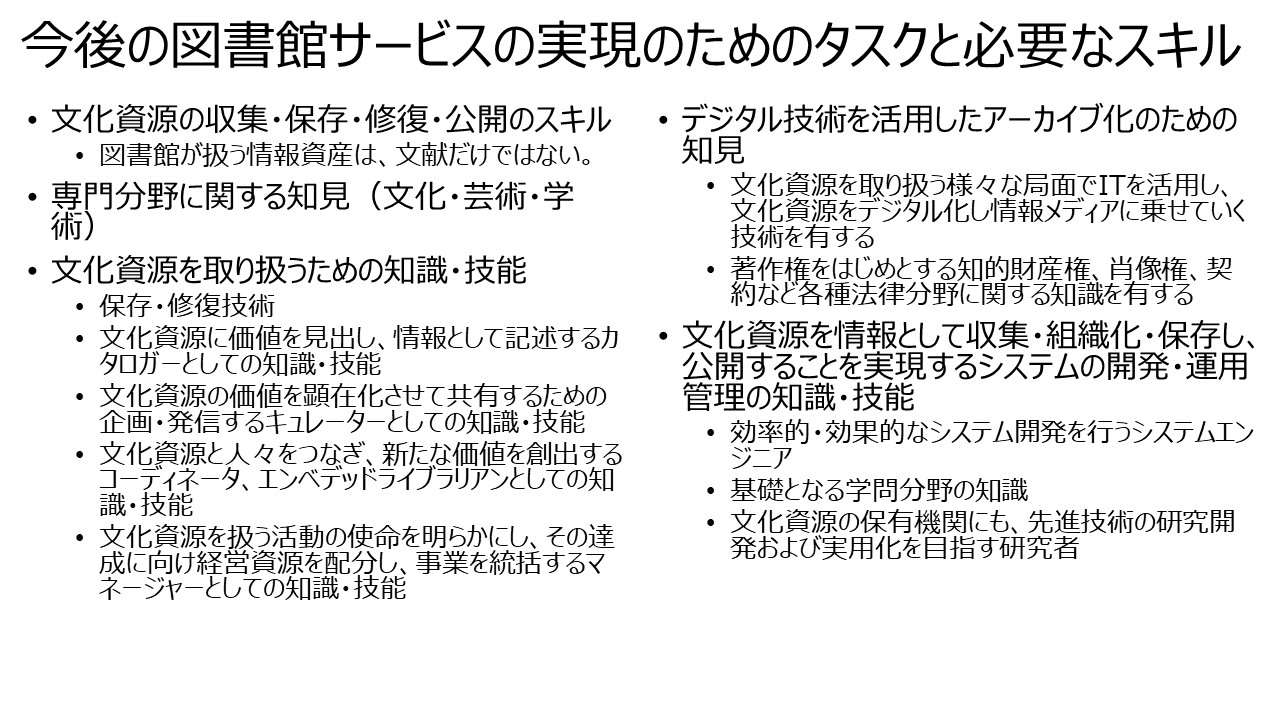 今後の図書館サービスの実現のためのタスクと必要なスキル
• 文化資源の収集・保存・修復・公開のスキル
• 図書館が扱う情報資産は、文献だけではない。
• 専門分野に関する知見（文化・芸術・学
術）
• 文化資源を取り扱うための知識・技能
• 保存・修復技術
• 文化資源に価値を見出し、情報として記述するカ
タロガーとしての知識・技能
• 文化資源の価値を顕在化させて共有するための
企画・発信するキュレーターとしての知識・技能
• 文化資源と人々をつなぎ、新たな価値を創出する
コーディネータ、エンベデッドライブラリアンとしての知
識・技能
• 文化資源を扱う活動の使命を明らかにし、その達
成に向け経営資源を配分し、事業を統括するマ
ネージャーとしての知識・技能
• デジタル技術を活用したアーカイブ化のための
知見
• 文化資源を取り扱う様々な局面でITを活用し、
文化資源をデジタル化し情報メディアに乗せていく
技術を有する
• 著作権をはじめとする知的財産権、肖像権、契
約など各種法律分野に関する知識を有する
• 文化資源を情報として収集・組織化・保存し、
公開することを実現するシステムの開発・運用
管理の知識・技能
• 効率的・効果的なシステム開発を行うシステムエン
ジニア
• 基礎となる学問分野の知識
• 文化資源の保有機関にも、先進技術の研究開
発および実用化を目指す研究者